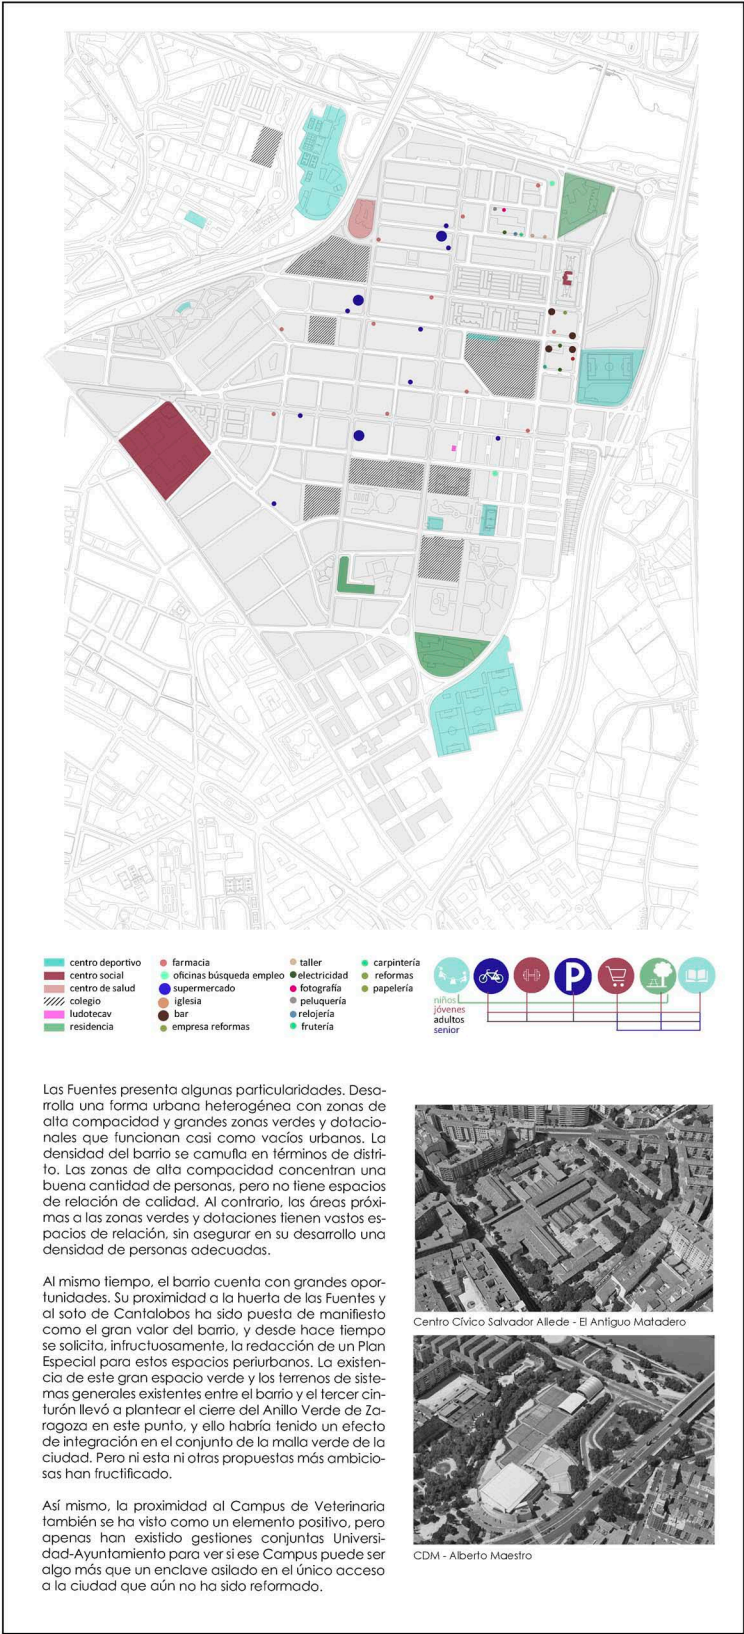 centro deportivo
centro social
centro de salud
colegio
ludotecav
residencia
farmacia
oficinas búsqueda empleo
supermercado
iglesia
bar
empresa reformas
taller
electricidad
fotografía
peluquería
relojería
frutería
carpintería
reformas
papelería
P
niños
jóvenes
adultos
senior
Las Fuentes presenta algunas particularidades. Desa-
rrolla una forma urbana heterogénea con zonas de
alta compacidad y grandes zonas verdes y dotacio-
nales que funcionan casi como vacíos urbanos. La
densidad del barrio se camufla en términos de distri-
to. Las zonas de alta compacidad concentran una
buena cantidad de personas, pero no tiene espacios
de relación de calidad. Al contrario, las áreas próxi-
mas a las zonas verdes y dotaciones tienen vastos es-
pacios de relación, sin asegurar en su desarrollo una
densidad de personas adecuadas.
Al mismo tiempo, el barrio cuenta con grandes opor-
tunidades. Su proximidad a la huerta de las Fuentes y
al soto de Cantalobos ha sido puesta de manifiesto
como el gran valor del barrio, y desde hace tiempo
se solicita, infructuosamente, la redacción de un Plan
Especial para estos espacios periurbanos. La existen-
cia de este gran espacio verde y los terrenos de siste-
mas generales existentes entre el barrio y el tercer cin-
turón llevó a plantear el cierre del Anillo Verde de Za-
ragoza en este punto, y ello habría tenido un efecto
de integración en el conjunto de la malla verde de la
ciudad. Pero ni esta ni otras propuestas más ambicio-
sas han fructificado.
Así mismo, la proximidad al Campus de Veterinaria
también se ha visto como un elemento positivo, pero
apenas han existido gestiones conjuntas Universi-
dad-Ayuntamiento para ver si ese Campus puede ser
algo más que un enclave asilado en el único acceso
a la ciudad que aún no ha sido reformado.
Centro Cívico Salvador Allede - El Antiguo Matadero
CDM - Alberto Maestro